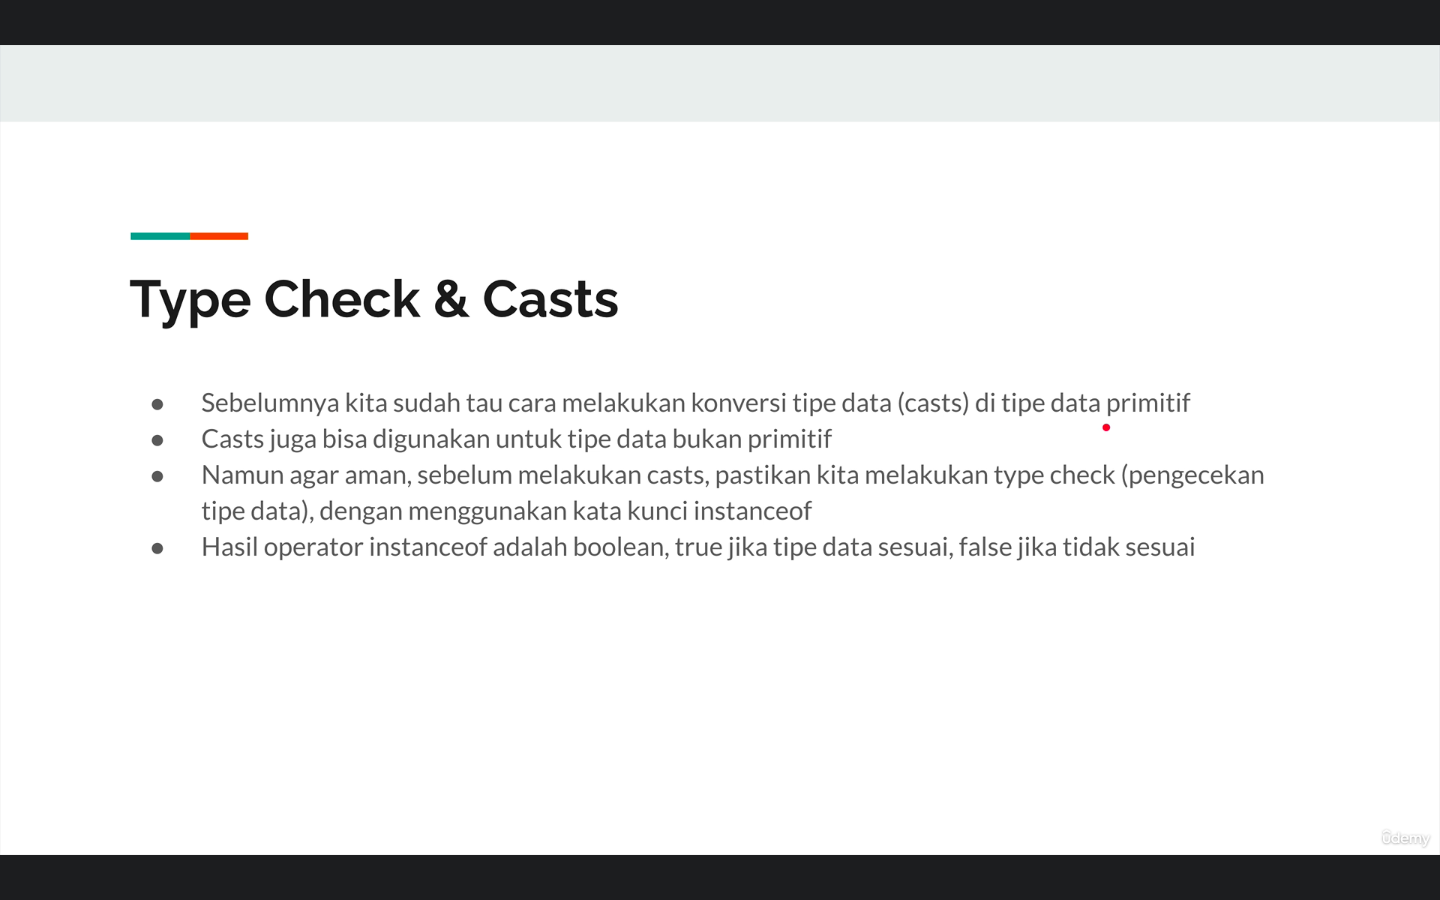 Type Check & Casts
● Sebelumnya kita sudah tau cara melakukan konversi tipe data (casts) di tipe data primitif
● Casts juga bisa digunakan untuk tipe data bukan primitif
● Namun agar aman, sebelum melakukan casts, pastikan kita melakukan type check (pengecekan
tipe data), dengan menggunakan kata kunci instanceof
● Hasil operator instanceof adalah boolean, true jika tipe data sesuai, false jika tidak sesuai
ûdemy